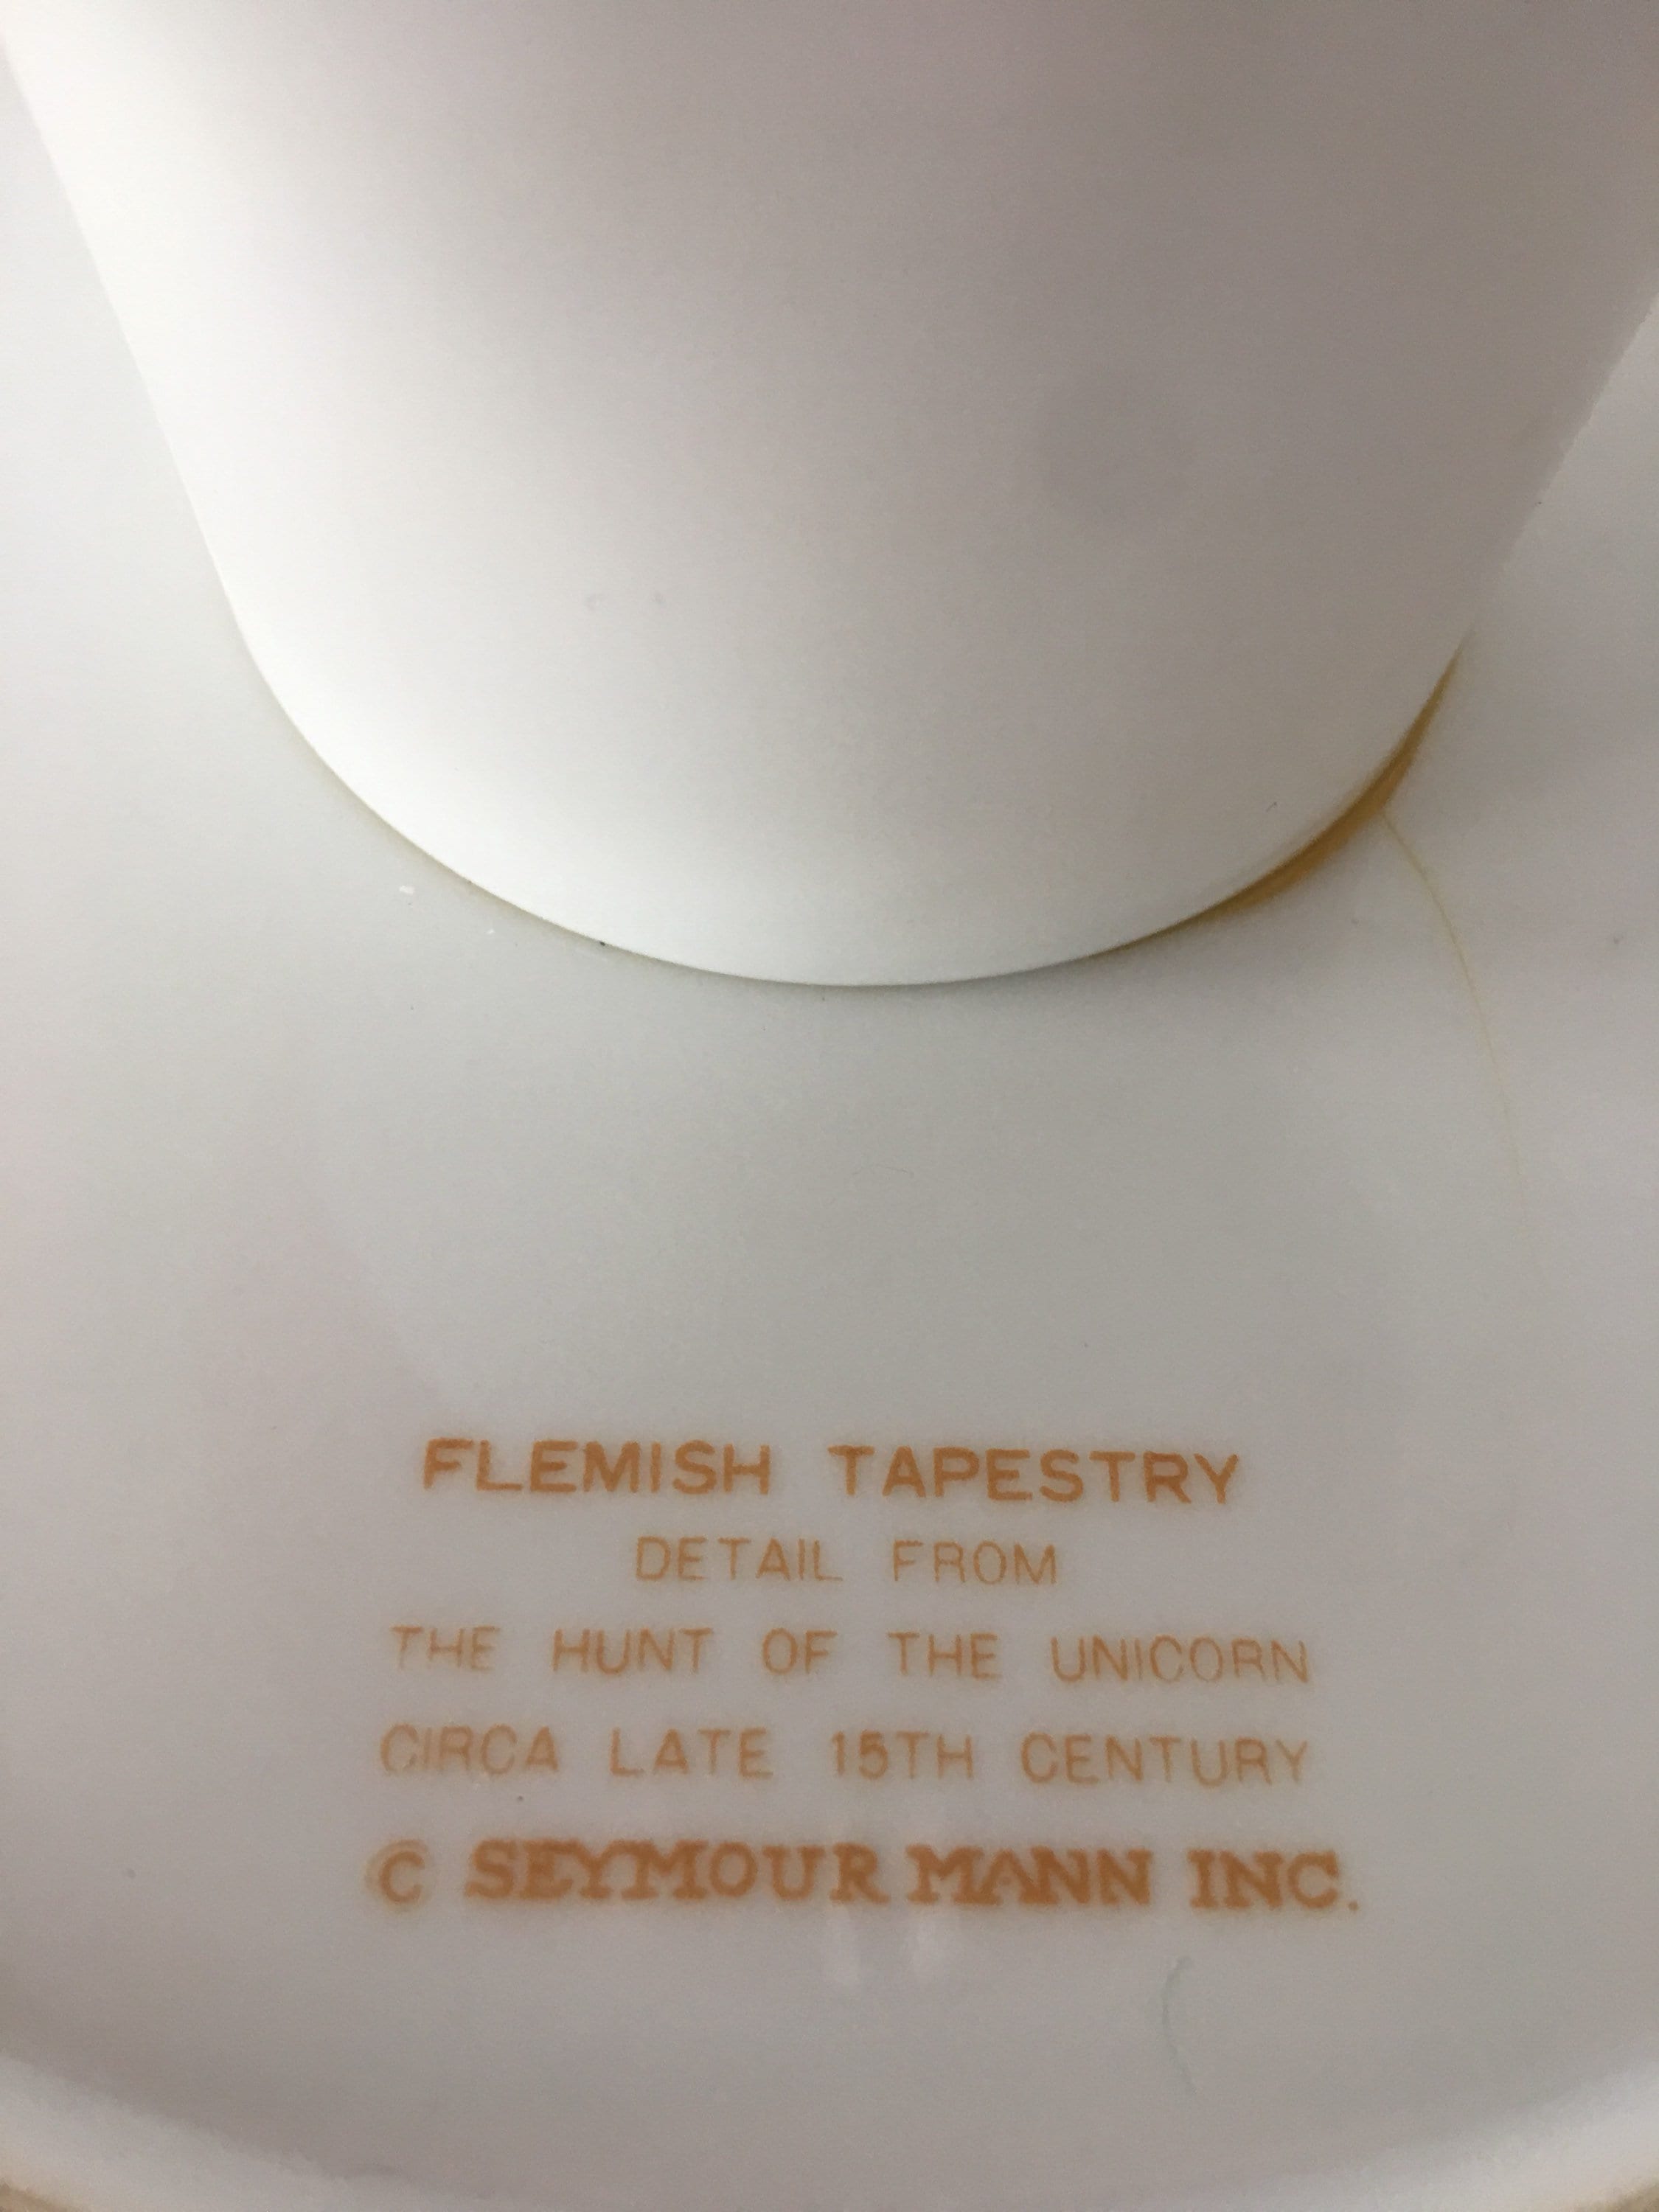 FLEMISH TAPESTRY
DETAIL FROM
THE HUNT OF THE UNICORN
CIRCA LATE 15TH CENTURY
C SEYMOUR MANN INC.